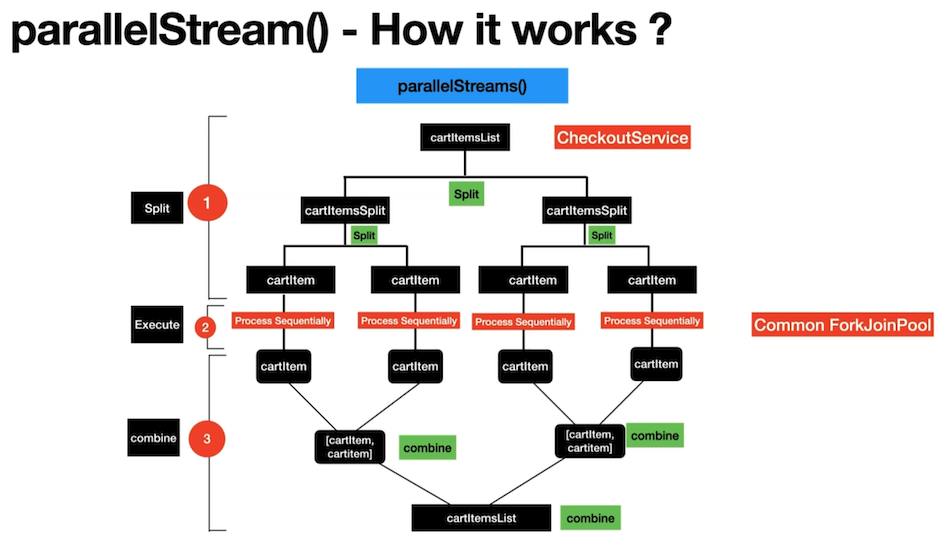 parallelStream() - How it works ?
parallelStreams()
cartItemsList
CheckoutService
Split
Split
1
cartItemsSplit
cartItemsSplit
Split
Split
cartItem
cartItem
cartItem
cartItem
Execute
2
Process Sequentially
Process Sequentially
Process Sequentially
Process Sequentially
Common ForkJoinPool
cartItem
cartItem
cartItem
cartItem
combine
3
[cartItem,
cartitem]
combine
[cartItem,
cartitem]
combine
cartItemsList
combine